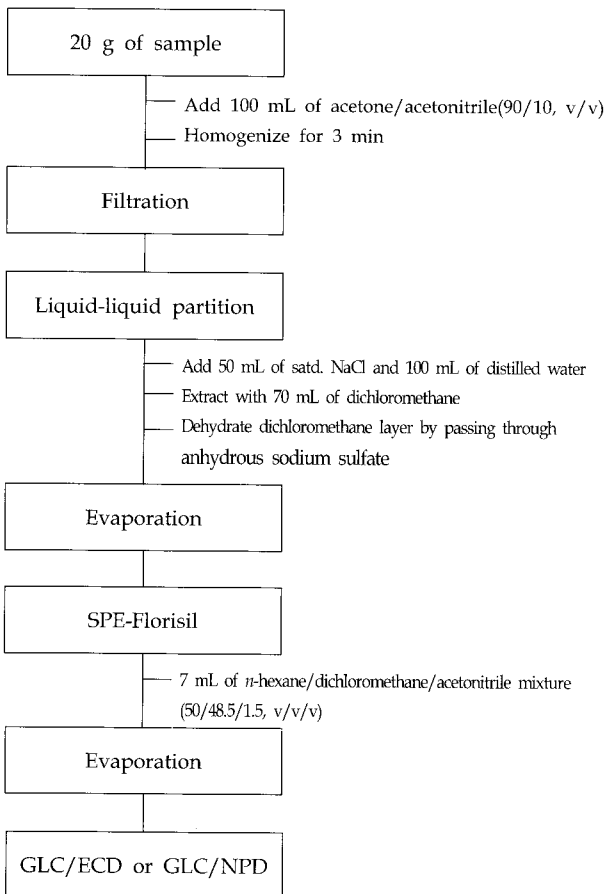 20 g of sample
Add 100 mL of acetone/acetonitrile(90/10, v/v)
Homogenize for 3 min
Filtration
Liquid-liquid partition
Add 50 mL of satd. NaCl and 100 mL of distilled water
Extract with 70 mL of dichloromethane
Dehydrate dichloromethane layer by passing through
anhydrous sodium sulfate
Evaporation
SPE-Florisil
7 mL of n-hexane/dichloromethane/acetonitrile mixture
(50/48.5/1.5, v/v/v)
Evaporation
GLC/ECD or GLC/NPD